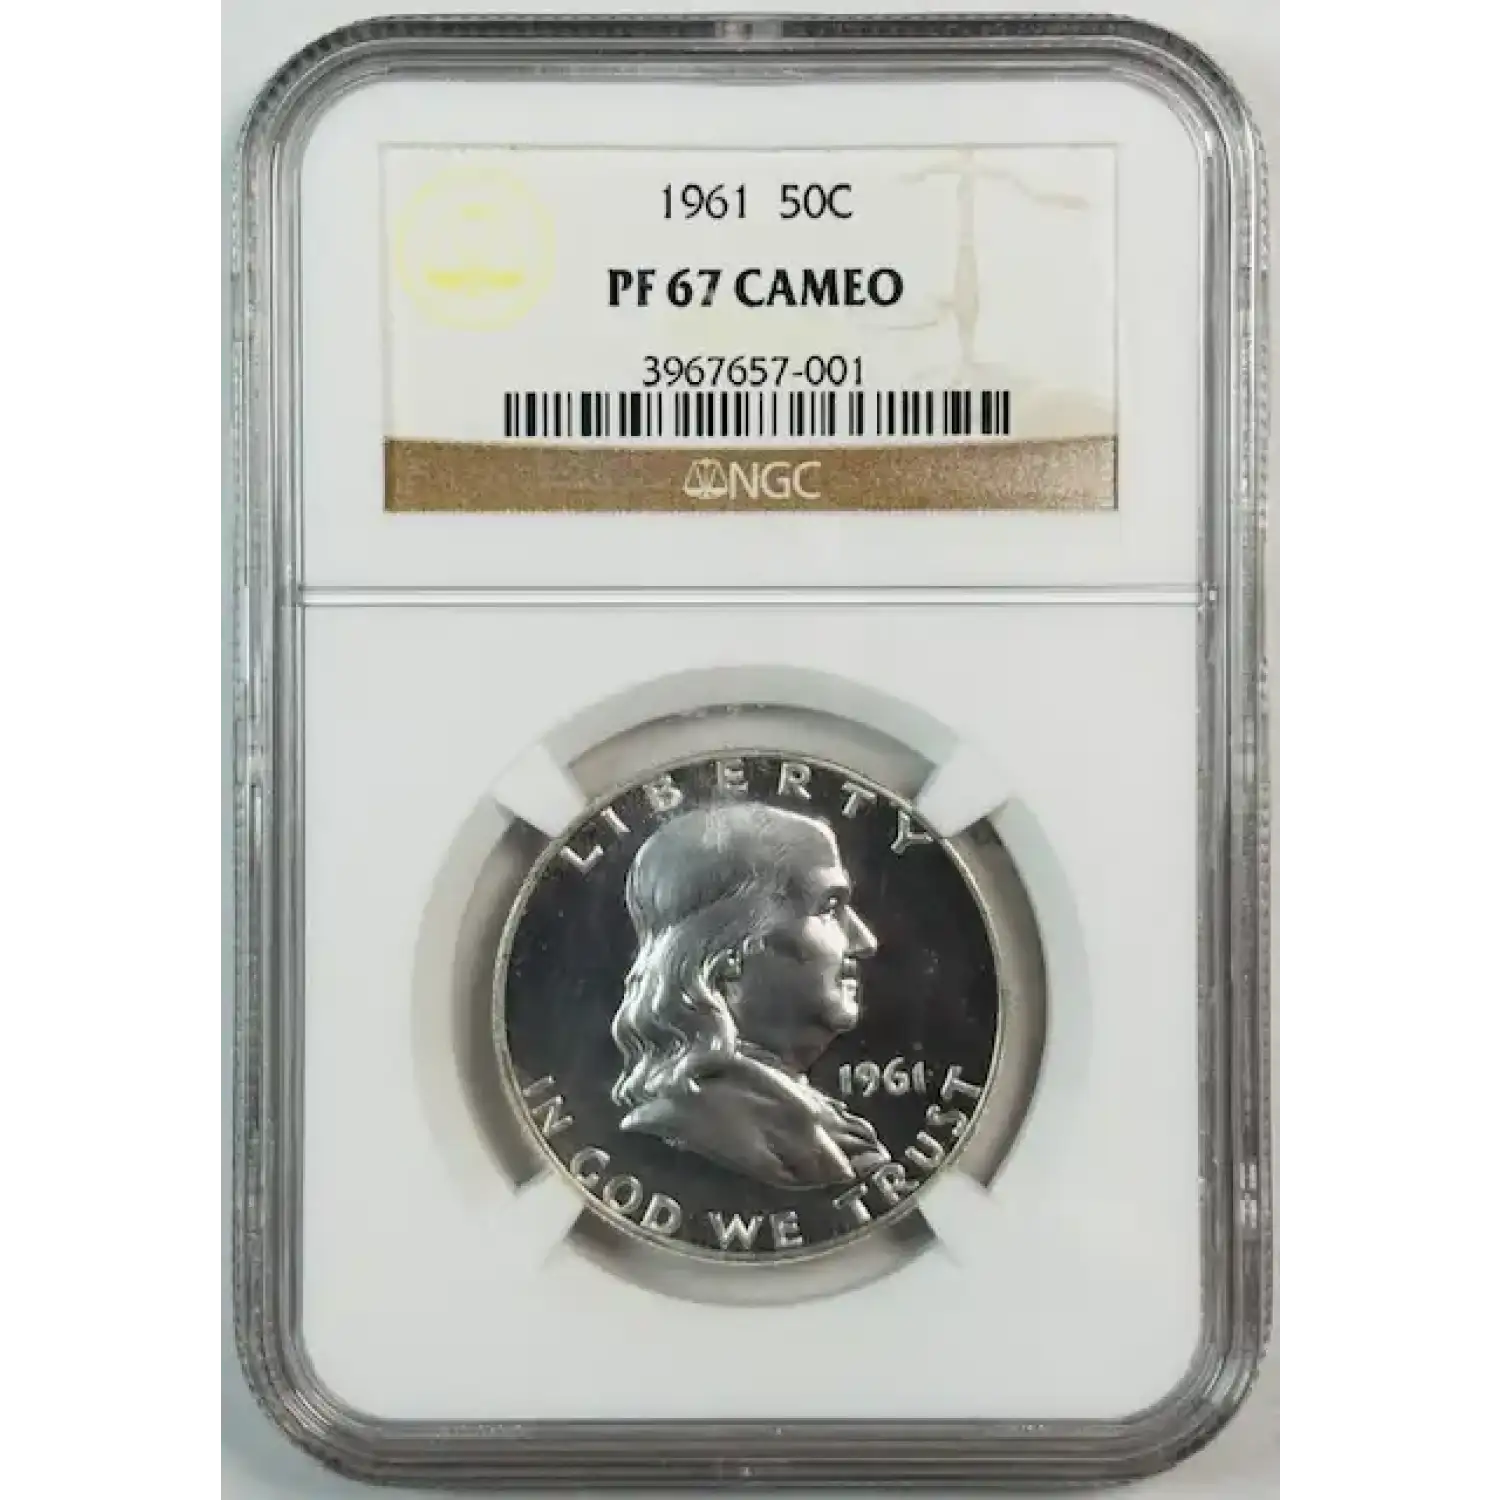 1961 50C
PF 67 CAMEO
3967657-001
NGC
LIBERTY
1961
IN GOD WE TRUST